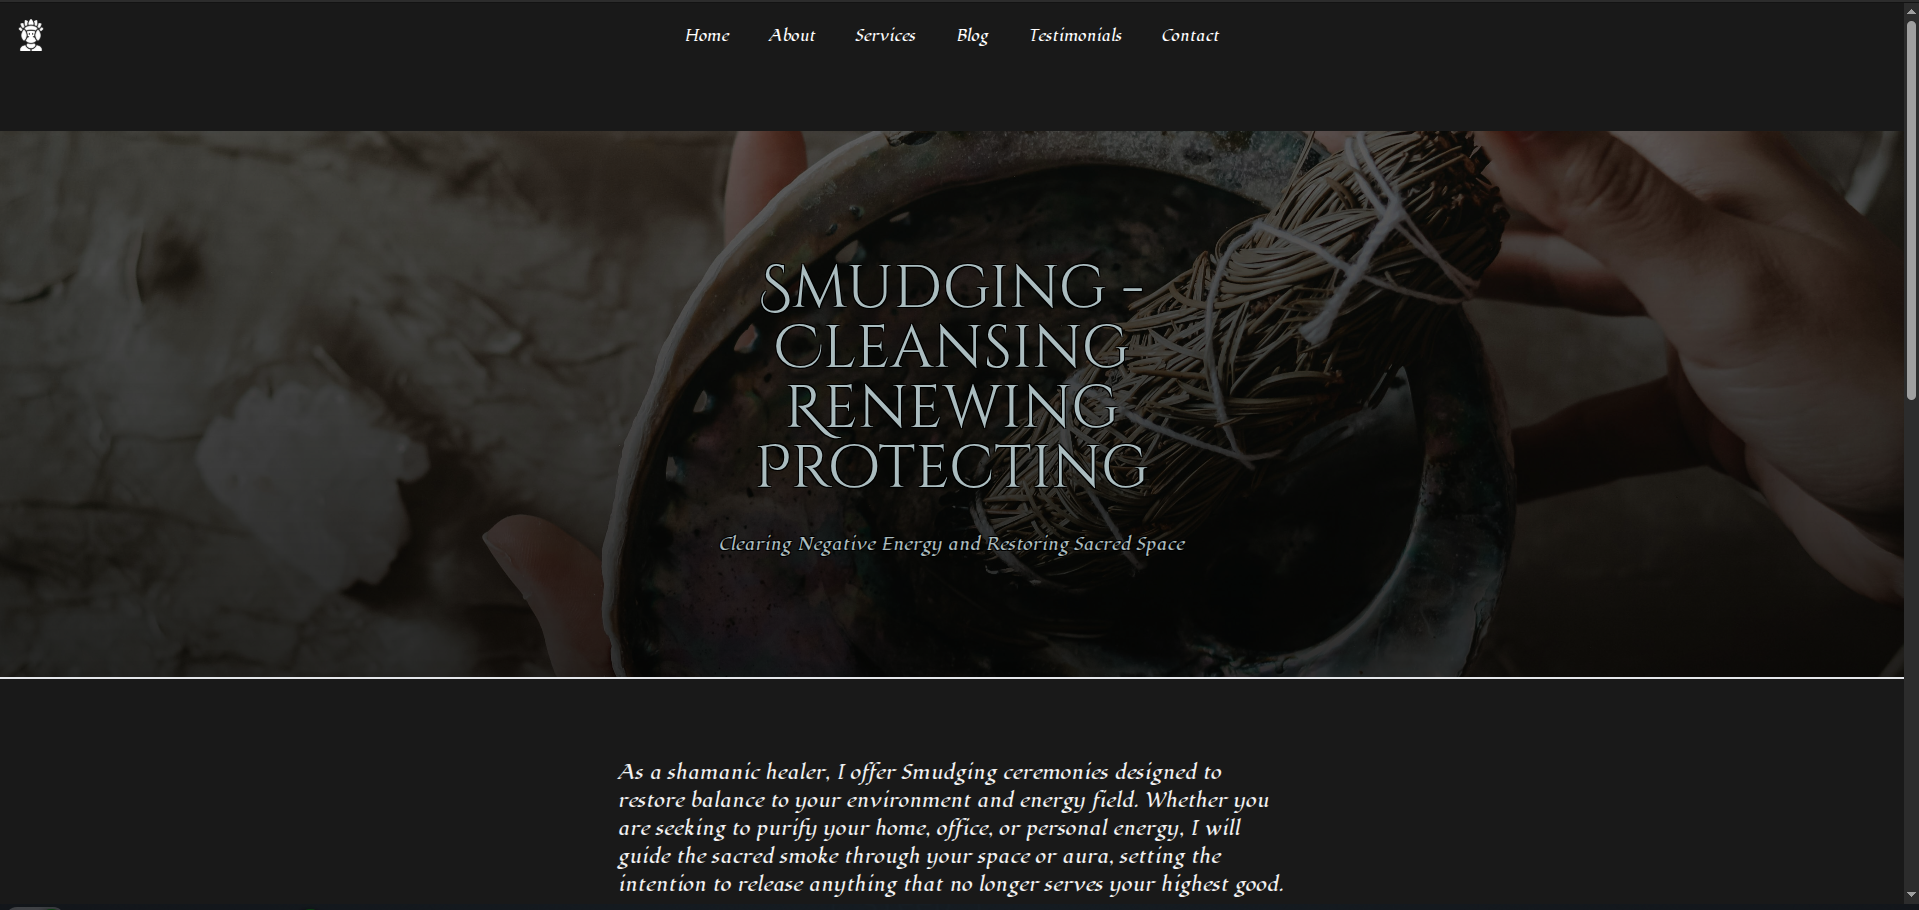 Home About Services Blog Testimonials Contact
Smudging -
Cleansing
Renewing
Protecting
Clearing Negative Energy and Restoring Sacred Space
As a shamanic healer, I offer Smudging ceremonies designed to
restore balance to your environment and energy field. Whether you
are seeking to purify your home, office, or personal energy, I will
guide the sacred smoke through your space or aura, setting the
intention to release anything that no longer serves your highest good.